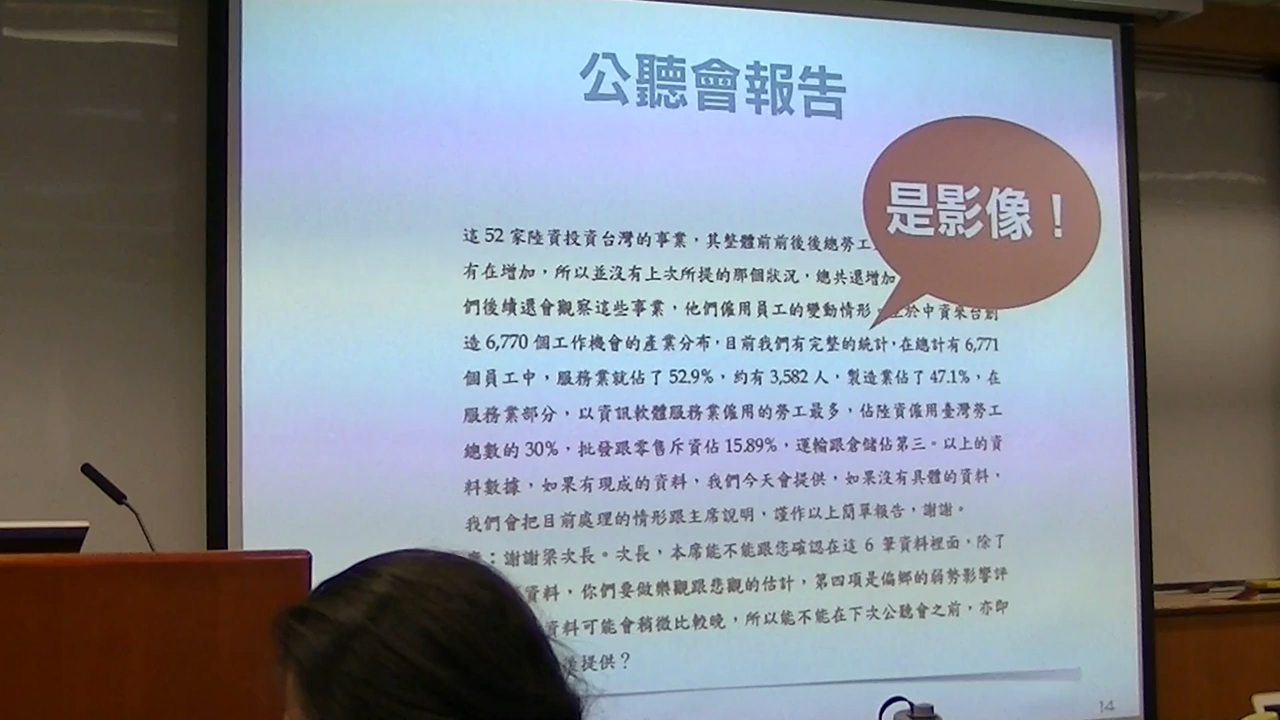 公聽會報告
是影像！
這 52 家陸資投資台灣的事業，其整體前前後後總勞工
有在增加，所以並沒有上次所提的那個狀況，總共還增加
們後續還會觀察這些事業，他們僱用員工的變動情形。至於中資來台創
造 6,770 個工作機會的產業分布，目前我們有完整的統計，在總計有 6,771
個員工中，服務業就佔了 52.9%，約有 3,582 人，製造業佔了 47.1%，在
服務業部分，以資訊軟體服務業僱用的勞工最多，佔陸資僱用臺灣勞工
總數的 30%，批發跟零售斥資佔 15.89%，運輸跟倉儲佔第三。以上的資
料數據，如果有現成的資料，我們今天會提供，如果沒有具體的資料，
我們會把目前處理的情形跟主席說明，謹作以上簡單報告，謝謝。
：謝謝梁次長。次長，本席能不能跟您確認在這 6 筆資料裡面，除了
資料，你們要做樂觀跟悲觀的估計，第四項是偏鄉的弱勢影響評
資料可能會稍微比較晚，所以能不能在下次公聽會之前，亦即
提供？
14